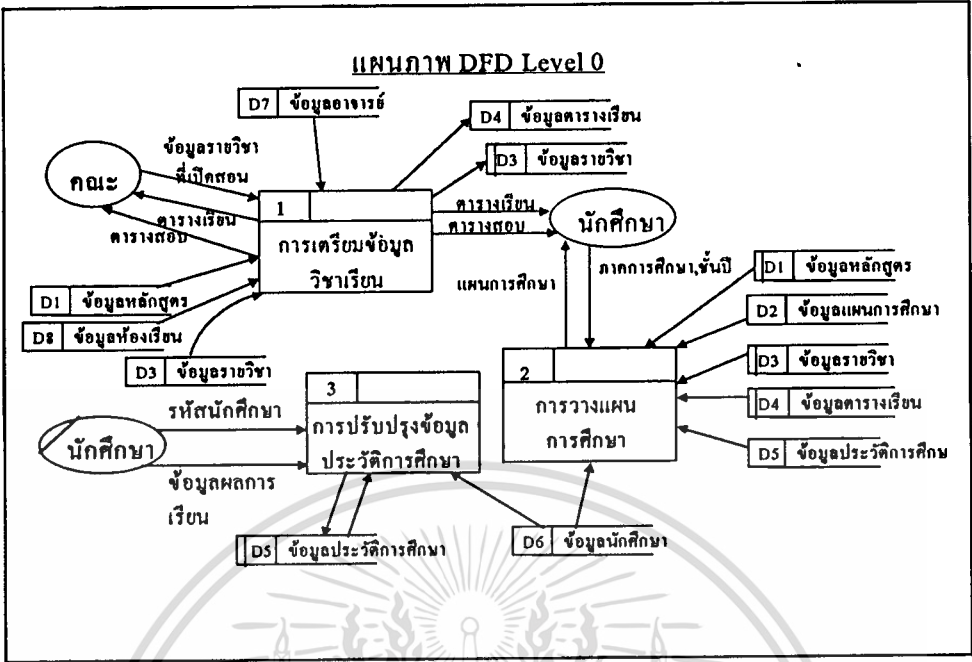 แผนภาพ DFD Level 0
D7 ข้อมูลอาจารย์
D4 ข้อมูลตารางเรียน
D3 ข้อมูลรายวิชา
คณะ
ข้อมูลรายวิชา
ที่เปิดสอน
ตารางเรียน
ตารางสอบ
1
การเตรียมข้อมูล
วิชาเรียน
ตารางเรียน
ตารางสอบ
นักศึกษา
แผนการศึกษา
ภาคการศึกษา,ชั้นปี
D1 ข้อมูลหลักสูตร
D8 ข้อมูลห้องเรียน
D3 ข้อมูลรายวิชา
D1 ข้อมูลหลักสูตร
D2 ข้อมูลแผนการศึกษา
D3 ข้อมูลรายวิชา
D4 ข้อมูลตารางเรียน
D5 ข้อมูลประวัติการศึกษ
2
การวางแผน
การศึกษา
3
การปรับปรุงข้อมูล
ประวัติการศึกษา
นักศึกษา
รหัสนักศึกษา
ข้อมูลผลการ
เรียน
D5 ข้อมูลประวัติการศึกษา
D6 ข้อมูลนักศึกษา